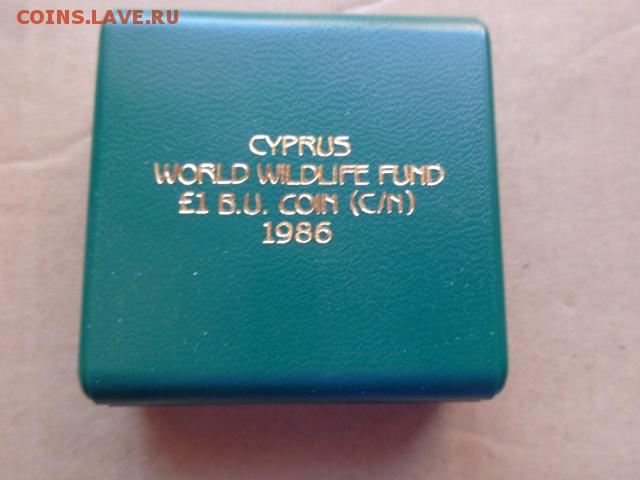 COINS.LAVE.RU
CYPRUS
WORLD WILDLIFE FUND
£1 B.U. COIN (C/N)
1986